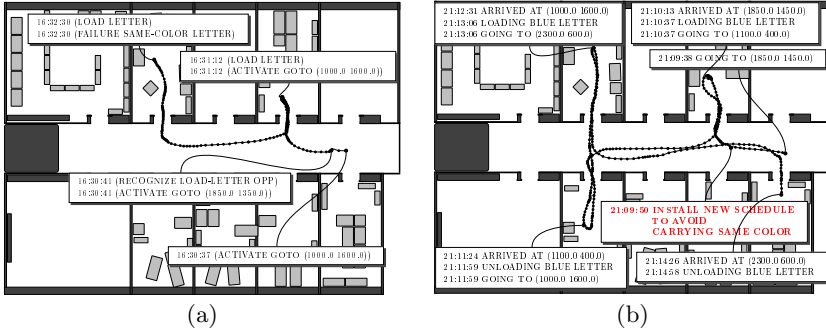 16:32:30 (LOAD LETTER)
16:32:30 (FAILURE SAME-COLOR LETTER)
16:31:12 (LOAD LETTER)
16:31:12 (ACTIVATE GOTO (1000.0 1600.0))
16:30:41 (RECOGNIZE LOAD-LETTER OPP)
16:30:41 (ACTIVATE GOTO (1850.0 1350.0))
16:30:37 (ACTIVATE GOTO (1000.0 1600.0))
(a)
21:12:31 ARRIVED AT (1000.0 1600.0)
21:13:06 LOADING BLUE LETTER
21:13:06 GOING TO (2300.0 600.0)
21:10:13 ARRIVED AT (1850.0 1450.0)
21:10:37 LOADING BLUE LETTER
21:10:37 GOING TO (1100.0 400.0)
21:09:38 GOING TO (1850.0 1450.0)
21:09:50 INSTALL NEW SCHEDULE
TO AVOID
CARRYING SAME COLOR
21:11:24 ARRIVED AT (1100.0 400.0)
21:11:59 UNLOADING BLUE LETTER
21:11:59 GOING TO (1000.0 1600.0)
21:14:26 ARRIVED AT (2300.0 600.0)
21:14:58 UNLOADING BLUE LETTER
(b)